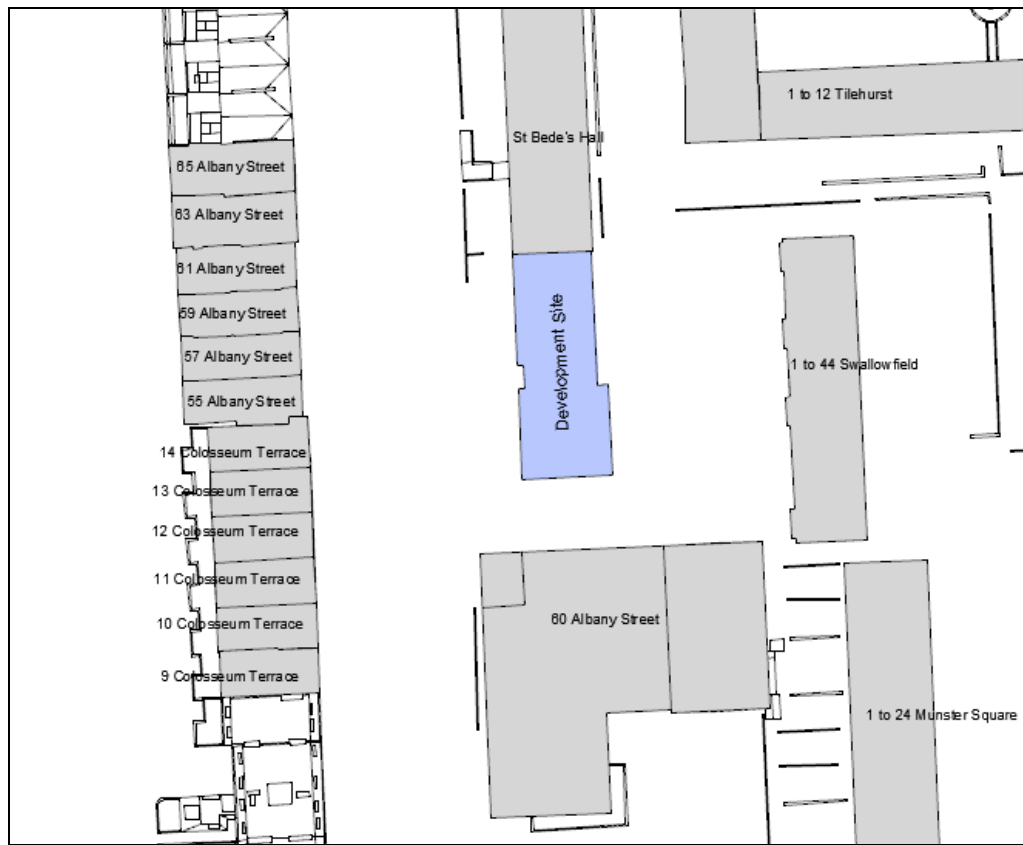 1 to 12 Tilehurst
St Bede's Hall
65 Albany Street
63 Albany Street
61 Albany Street
59 Albany Street
57 Albany Street
55 Albany Street
Development Site
1 to 44 Swallowfield
14 Colosseum Terrace
13 Colosseum Terrace
12 Colosseum Terrace
11 Colosseum Terrace
10 Colosseum Terrace
9 Colosseum Terrace
60 Albany Street
1 to 24 Munster Square